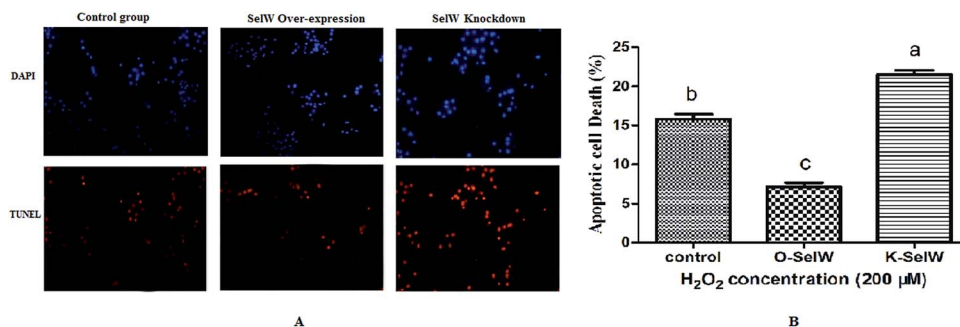 Control group
SelW Over-expression
SelW Knockdown
DAPI
TUNEL
A
Apoptotic cell Death (%)
25
20
15
10
5
0
b
c
a
control
O-SelW
K-SelW
H₂O₂ concentration (200 µM)
B